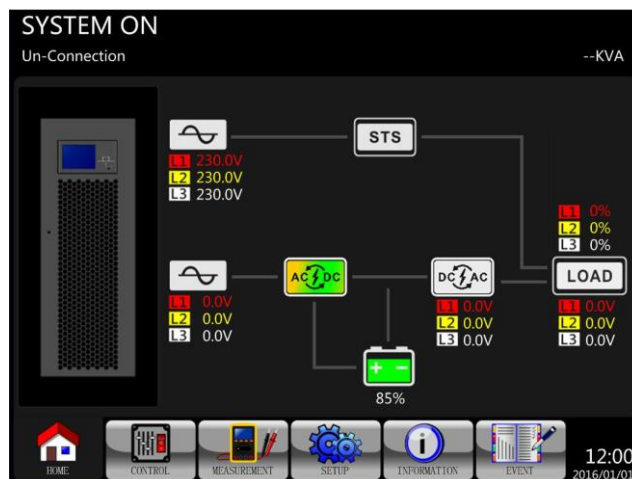 SYSTEM ON
Un-Connection --KVA
STS
L1 230.0V
L2 230.0V
L3 230.0V
L1 0%
L2 0%
L3 0%
AC DC
DC AC
LOAD
L1 0.0V
L2 0.0V
L3 0.0V
L1 0.0V
L2 0.0V
L3 0.0V
L1 0.0V
L2 0.0V
L3 0.0V
85%
HOME CONTROL MEASUREMENT SETUP INFORMATION EVENT
12:00
2016/01/01